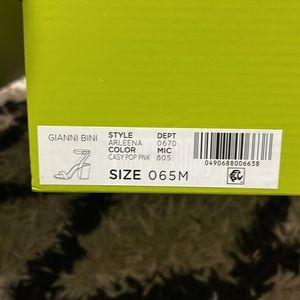 GIANNI BINI
STYLE DEPT
ARLEENA 0670
COLOR MIC
CASY POP PNK 805
0490688006638
SIZE 065M